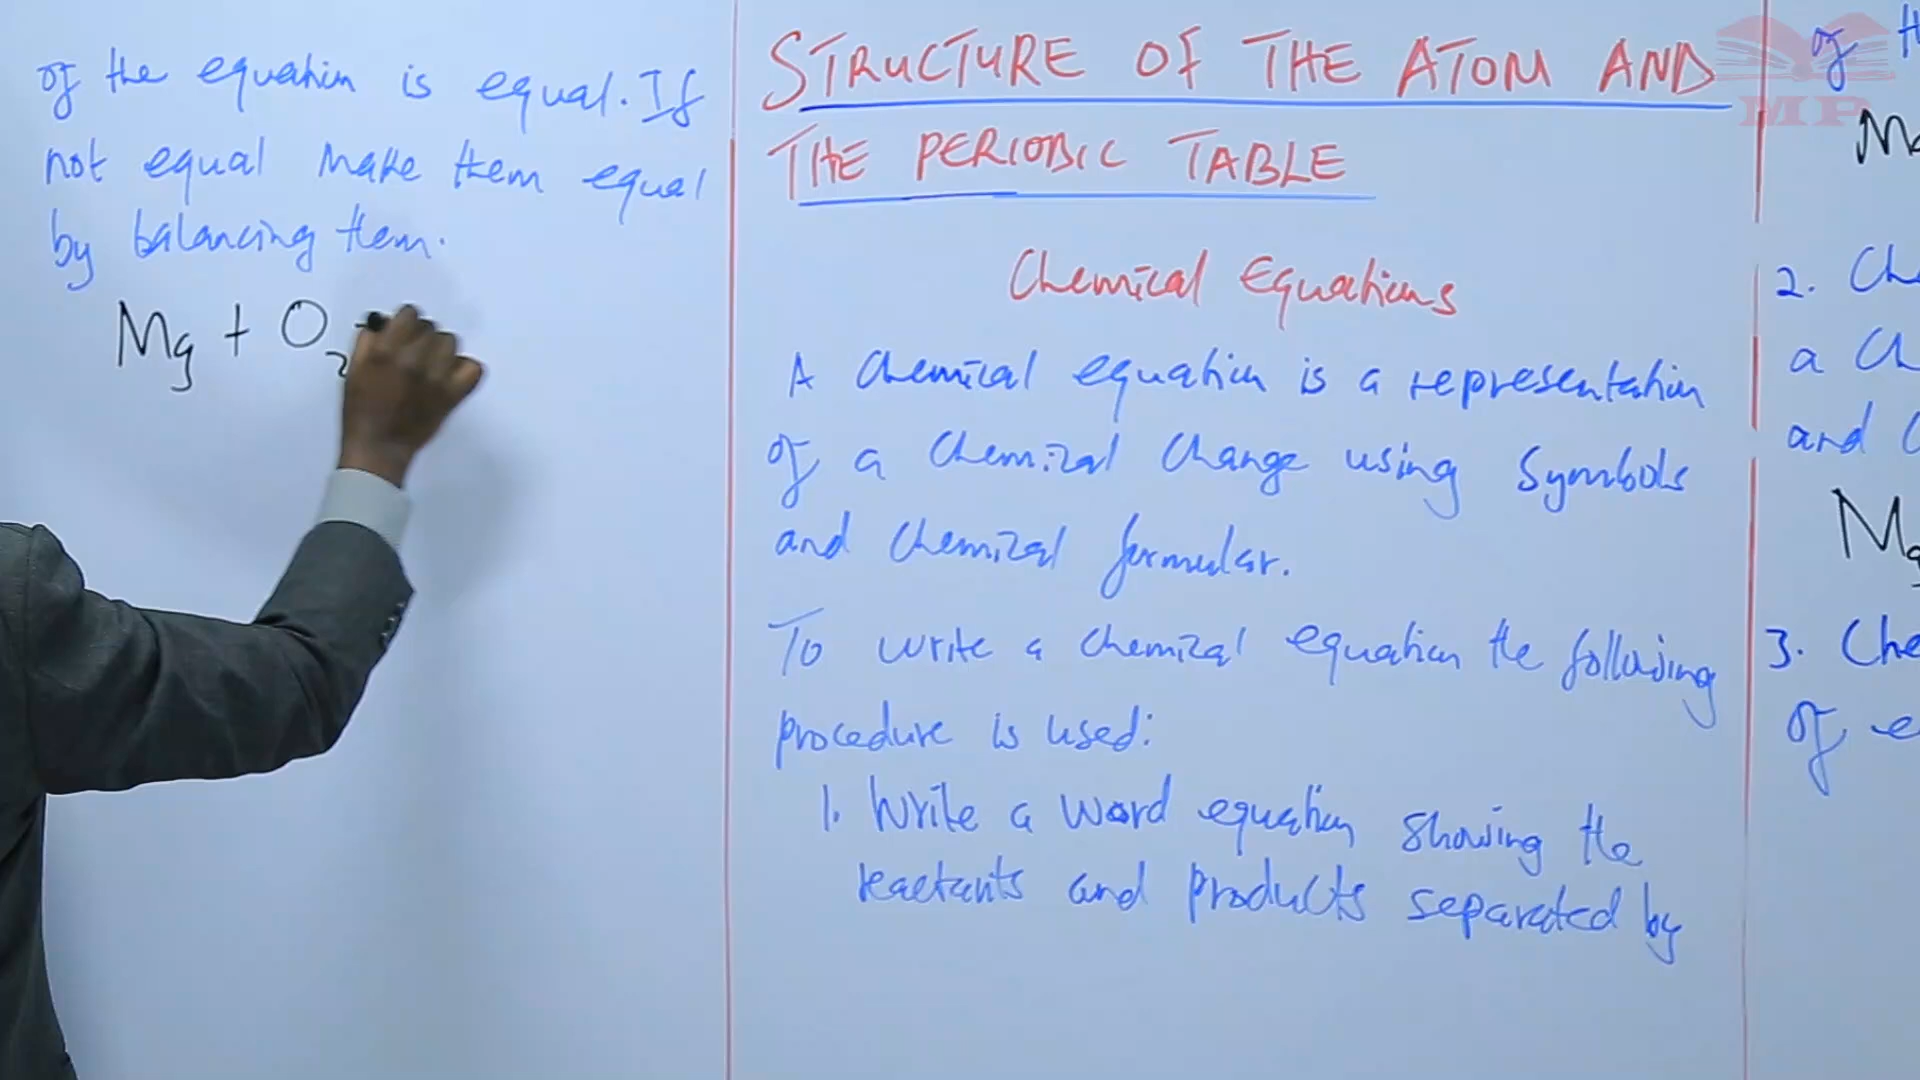 of the equation is equal. If
not equal make them equal
by balancing them.
Mg + O2
STRUCTURE OF THE ATOM AND
THE PERIODIC TABLE
Chemical Equations
A chemical equation is a representation
of a chemical change using symbols
and chemical formular.
To write a chemical equation the following
procedure is used:
1. Write a word equation showing the
reactants and products separated by
of
2.
a
and
Mg
3.
of
MP